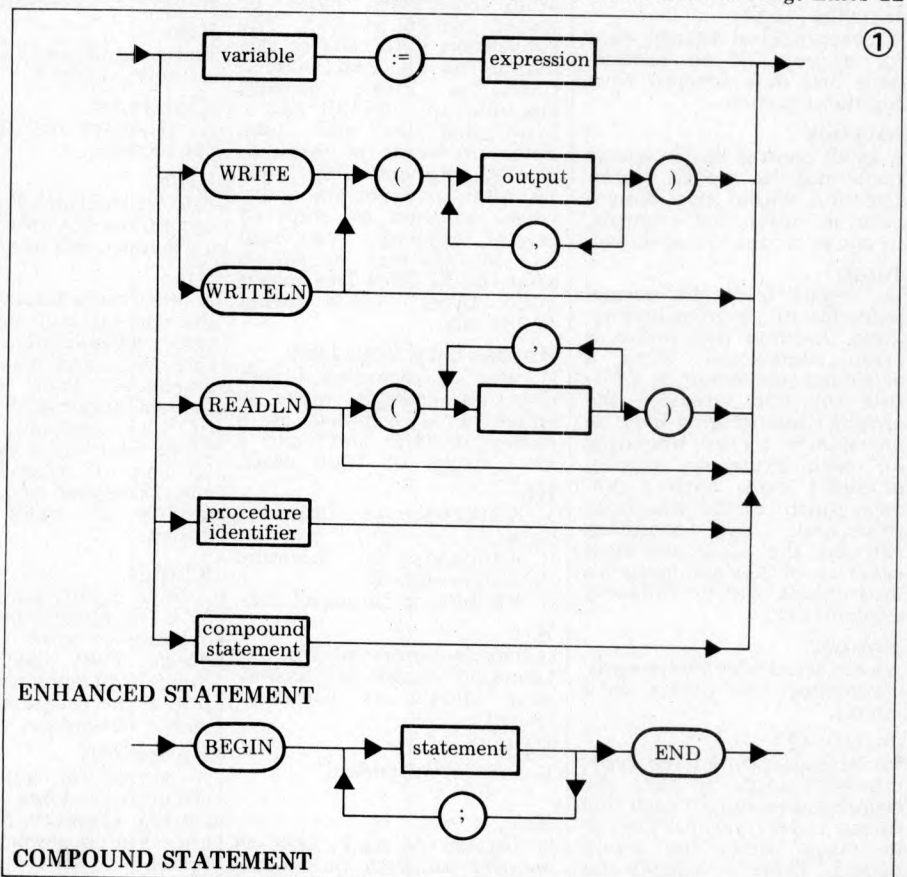 ①
variable := expression
WRITE ( output )
,
WRITELN
,
READLN ( )
procedure
identifier
compound
statement
ENHANCED STATEMENT
BEGIN statement END
;
COMPOUND STATEMENT